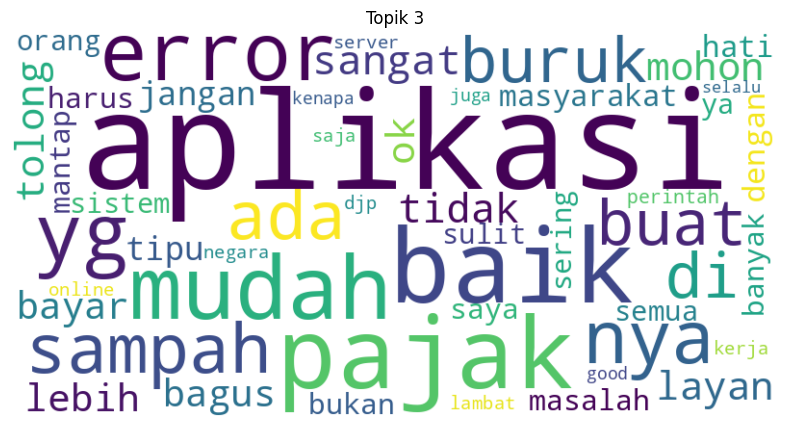 Topik 3
orang
error
server
sangat
buruk
mohon
hati
tolong
harus
jangan
kenapa
juga
masyarakat
selalu
ya
aplikasi
mantap
saja
ok
dengan
sistem
ada
djp
tidak
sering
perintah
yg
tipu
negara
sulit
buat
banyak
online
mudah
baik
di
bayar
saya
semua
sampah
pajak
nya
kerja
good
lebih
bagus
bukan
lambat
masalah
layan